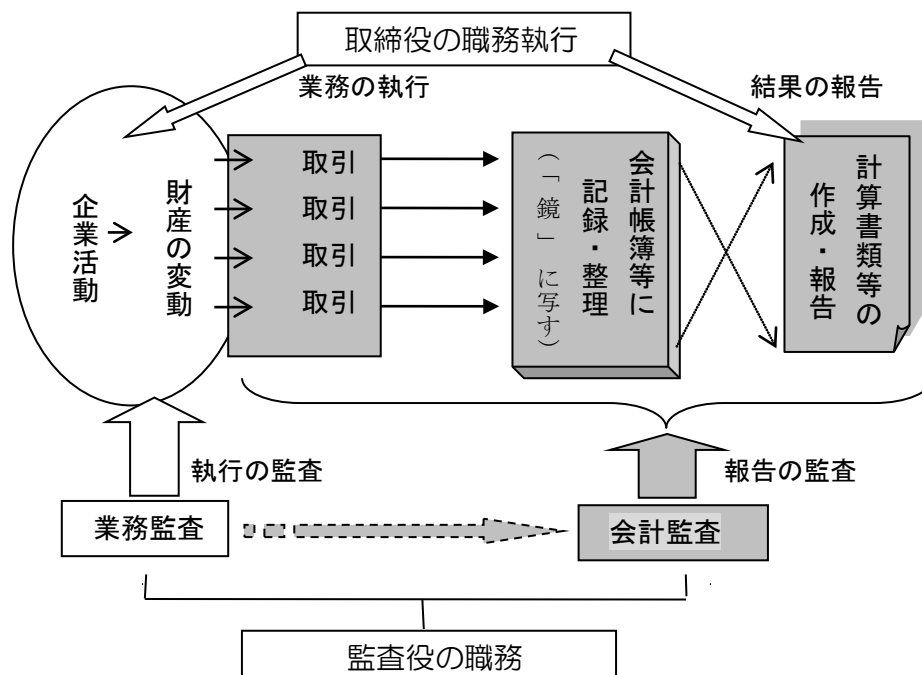 取締役の職務執行
業務の執行
結果の報告
企業活動
財産の変動
取引
取引
取引
取引
会計帳簿等に
記録・整理
（「鏡」に写す）
計算書類等の
作成・報告
執行の監査
報告の監査
業務監査
会計監査
監査役の職務